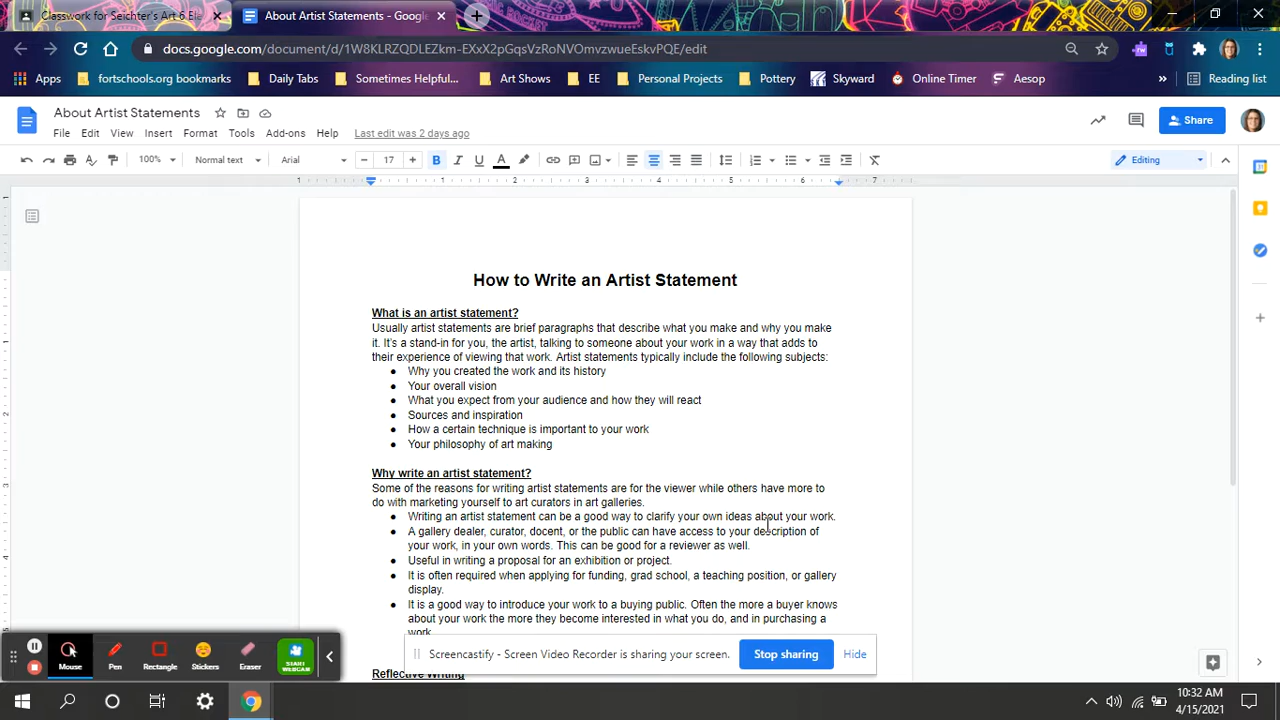 Classwork for Seichter's Art 6 Ble
About Artist Statements - Google
docs.google.com/document/d/1W8KLRZQDLEZkm-EXxX2pGqsVzRoNVOmvzwueEskvPQE/edit
Apps fortschools.org bookmarks Daily Tabs Sometimes Helpful... Art Shows EE Personal Projects Pottery Skyward Online Timer Aesop » Reading list
About Artist Statements
Share
File Edit View Insert Format Tools Add-ons Help Last edit was 2 days ago
100% Normal text Arial 17 Editing
1 1 2 3 4 5 6 7
How to Write an Artist Statement
What is an artist statement?
Usually artist statements are brief paragraphs that describe what you make and why you make
it. It's a stand-in for you, the artist, talking to someone about your work in a way that adds to
their experience of viewing that work. Artist statements typically include the following subjects:
● Why you created the work and its history
● Your overall vision
● What you expect from your audience and how they will react
● Sources and inspiration
● How a certain technique is important to your work
● Your philosophy of art making
Why write an artist statement?
Some of the reasons for writing artist statements are for the viewer while others have more to
do with marketing yourself to art curators in art galleries.
● Writing an artist statement can be a good way to clarify your own ideas about your work.
● A gallery dealer, curator, docent, or the public can have access to your description of
your work, in your own words. This can be good for a reviewer as well.
● Useful in writing a proposal for an exhibition or project.
● It is often required when applying for funding, grad school, a teaching position, or gallery
display.
● It is a good way to introduce your work to a buying public. Often the more a buyer knows
about your work the more they become interested in what you do, and in purchasing a
work.
Reflective Writing
Mouse Pen Rectangle Stickers Eraser START WEBCAM
Screencastify - Screen Video Recorder is sharing your screen. Stop sharing Hide
10:32 AM
4/15/2021